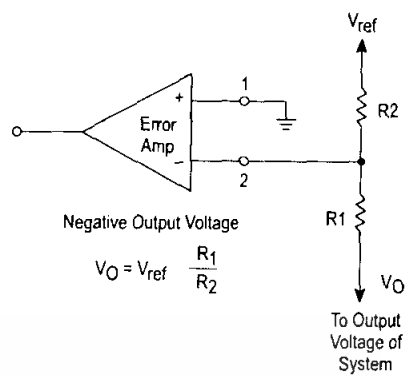 Vref
1
+
Error
Amp
R2
−
2
R1
Negative Output Voltage
VO = Vref R1
R2
VO
To Output
Voltage of
System